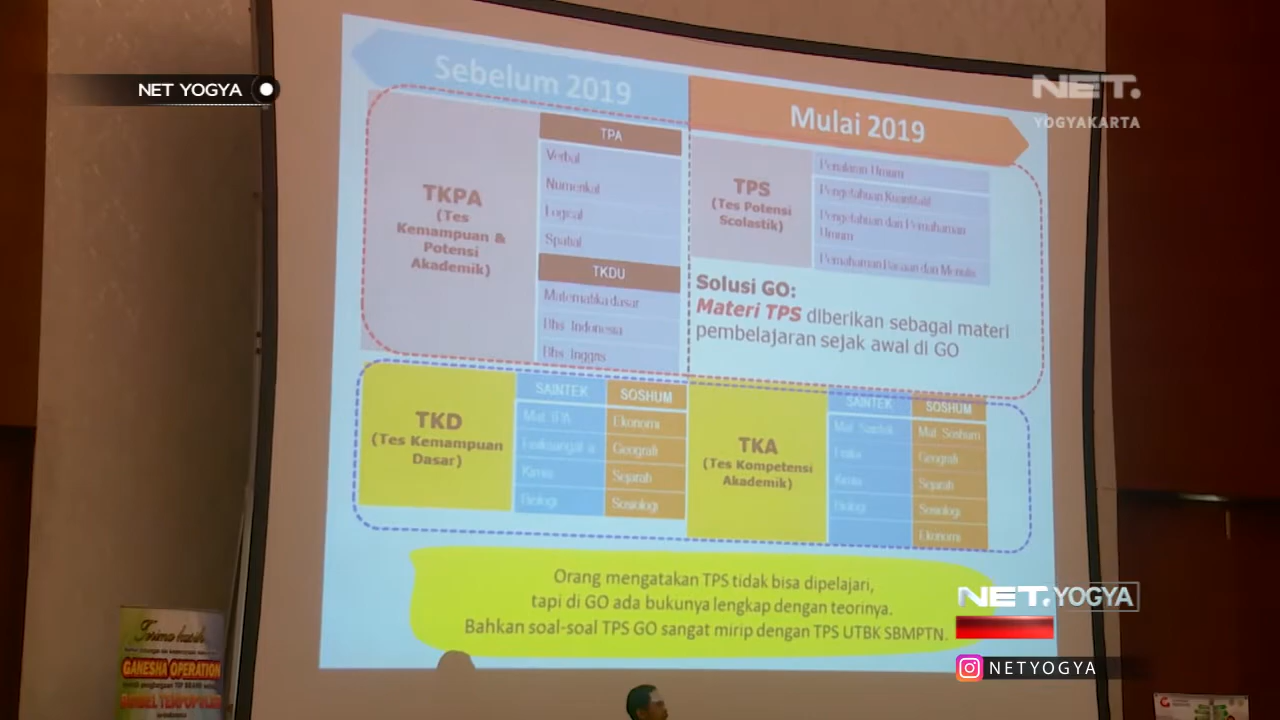 NET YOGYA
NET.
YOGYAKARTA
Sebelum 2019
Mulai 2019
TKPA
(Tes
Kemampuan &
Potensi
Akademik)
TPA
Verbal
Numerikal
Logical
Spatial
TKDU
Matematika dasar
Bhs Indonesia
Bhs Inggris
TPS
(Tes Potensi
Scolastik)
Penalaran Umum
Pengetahuan Kuantitatif
Pengetahuan dan Pemahaman
Umum
Pemahaman Bacaan dan Menulis
Solusi GO:
Materi TPS diberikan sebagai materi
pembelajaran sejak awal di GO
TKD
(Tes Kemampuan
Dasar)
SAINTEK
Mat IPA
Kimia
Biologi
SOSHUM
Ekonomi
Geografi
Sejarah
Sosiologi
TKA
(Tes Kompetensi
Akademik)
SAINTEK
Mat Saintek
Fisika
Kimia
Biologi
SOSHUM
Mat Soshum
Geografi
Sejarah
Sosiologi
Ekonomi
Orang mengatakan TPS tidak bisa dipelajari,
tapi di GO ada bukunya lengkap dengan teorinya.
Bahkan soal-soal TPS GO sangat mirip dengan TPS UTBK SBMPTN.
Terima kasih
GANESHA OPERATION
NET. YOGYA
NETYOGYA